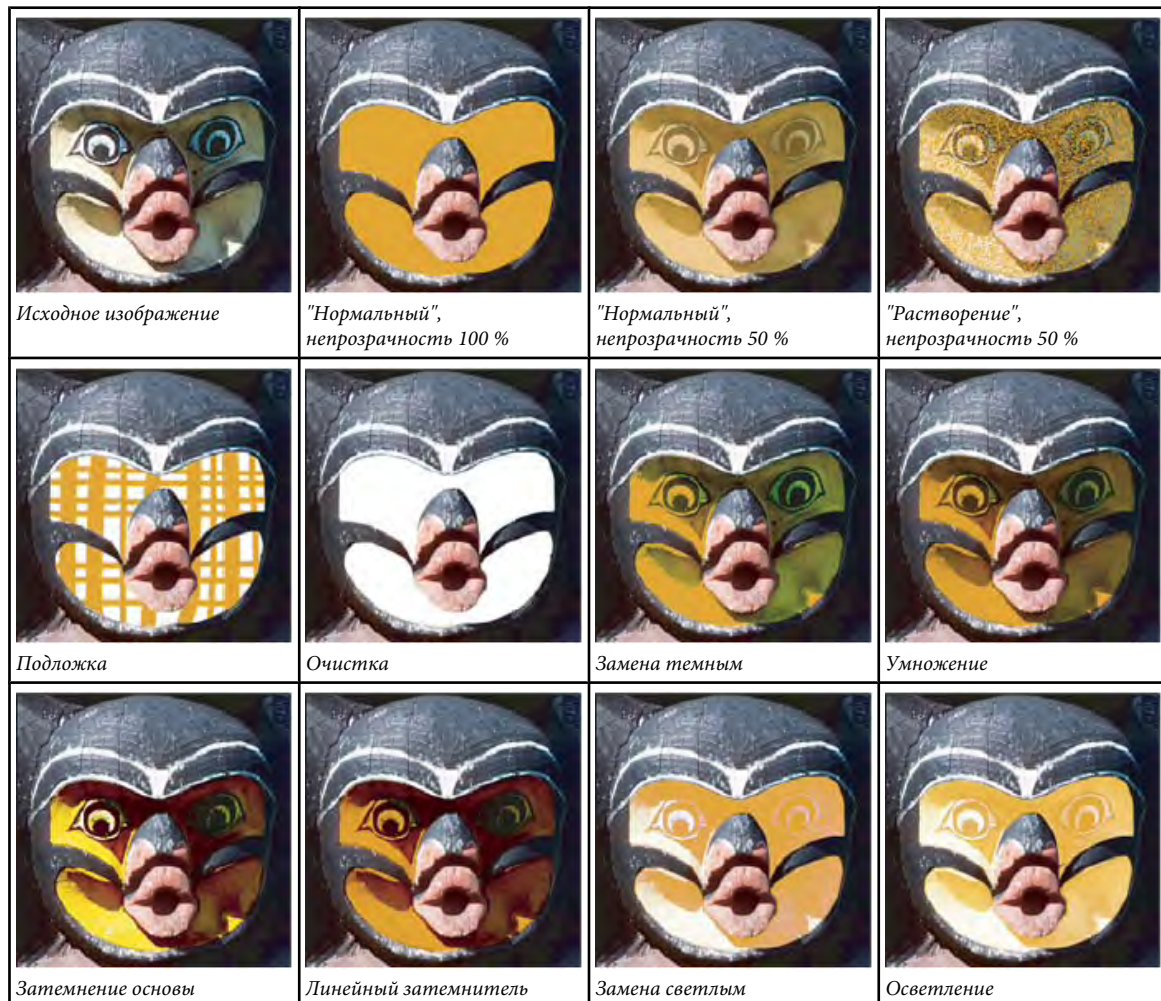 Исходное изображение
"Нормальный",
непрозрачность 100 %
"Нормальный",
непрозрачность 50 %
"Растворение",
непрозрачность 50 %
Подложка
Очистка
Замена темным
Умножение
Затемнение основы
Линейный затемнитель
Замена светлым
Осветление